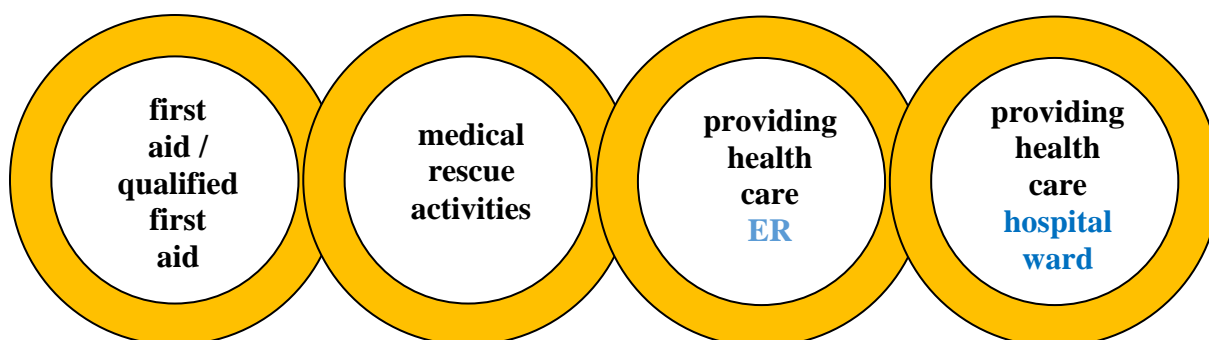 first
aid /
qualified
first
aid
medical
rescue
activities
providing
health
care
ER
providing
health
care
hospital
ward